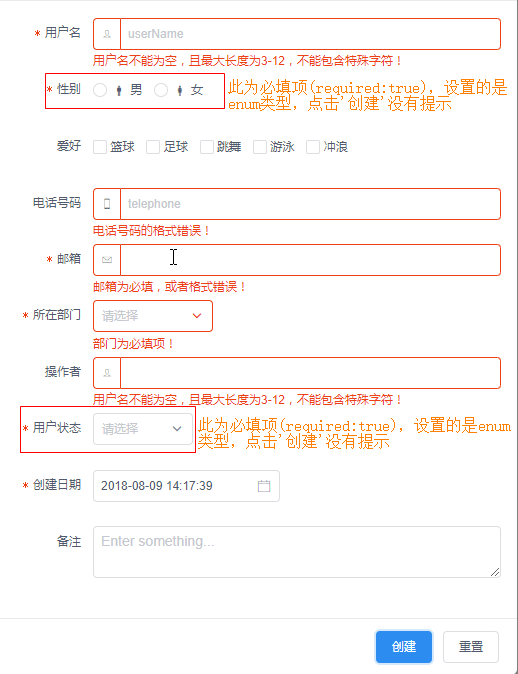 * 用户名 userName
用户名不能为空，且最大长度为3-12，不能包含特殊字符！
* 性别 男 女 此为必填项(required:true)，设置的是
enum类型，点击'创建'没有提示
爱好 篮球 足球 跳舞 游泳 冲浪
电话号码 telephone
电话号码的格式错误！
* 邮箱
邮箱为必填，或者格式错误！
* 所在部门 请选择
部门为必填项！
操作者
用户名不能为空，且最大长度为3-12，不能包含特殊字符！
* 用户状态 请选择 此为必填项(required:true)，设置的是enum
类型，点击'创建'没有提示
* 创建日期 2018-08-09 14:17:39
备注 Enter something...
创建 重置